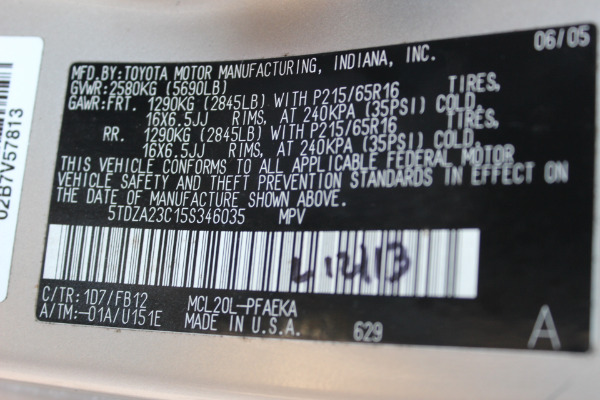 02B7V57813
06/05
MFD.BY:TOYOTA MOTOR MANUFACTURING, INDIANA, INC.
GVWR:2580KG (5690LB)
GAWR:FRT. 1290KG (2845LB) WITH P215/65R16 TIRES,
16X6.5JJ RIMS, AT 240KPA (35PSI) COLD,
RR. 1290KG (2845LB) WITH P215/65R16 TIRES,
16X6.5JJ RIMS, AT 240KPA (35PSI) COLD.
THIS VEHICLE CONFORMS TO ALL APPLICABLE FEDERAL MOTOR
VEHICLE SAFETY AND THEFT PREVENTION STANDARDS IN EFFECT ON
THE DATE OF MANUFACTURE SHOWN ABOVE.
5TDZA23C15S346035 MPV
C/TR: 1D7/FB12 MCL20L-PFAEKA
A/TM:-01A/U151E MADE IN U.S.A. 629 A